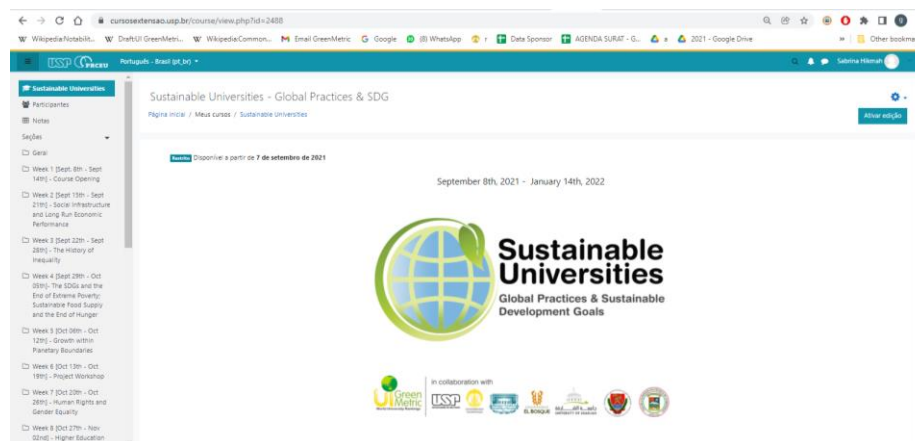 cursosextensao.usp.br/course/view.php?id=2488
Wikipedia:Notabilit...
Draft:UI GreenMetri...
Wikipedia:Common...
Email GreenMetric
Google
(8) WhatsApp
r
Data Sponsor
AGENDA SURAT - G...
a
2021 - Google Drive
»
Other bookma
USP
PRCEU
Português - Brasil (pt_br)
Sabrina Hikmah
Sustainable Universities
Participantes
Notas
Seções
Geral
Week 1 [Sept. 8th - Sept
14th] - Course Opening
Week 2 [Sept 15th - Sept
21th] - Social Infrastructure
and Long Run Economic
Performance
Week 3 [Sept 22th - Sept
28th] - The History of
Inequality
Week 4 [Sept 29th - Oct
05th]- The SDGs and the
End of Extreme Poverty;
Sustainable Food Supply
and the End of Hunger
Week 5 [Oct 06th - Oct
12th] - Growth within
Planetary Boundaries
Week 6 [Oct 13th - Oct
19th] - Project Workshop
Week 7 [Oct 20th - Oct
26th] - Human Rights and
Gender Equality
Week 8 [Oct 27th - Nov
02nd] - Higher Education
Sustainable Universities - Global Practices & SDG
Página inicial / Meus cursos / Sustainable Universities
Ativar edição
Restrito Disponível a partir de 7 de setembro de 2021
September 8th, 2021 - January 14th, 2022
Sustainable
Universities
Global Practices & Sustainable
Development Goals
in collaboration with
UI Green
Metric
World University Rankings
USP
EL BOSQUE